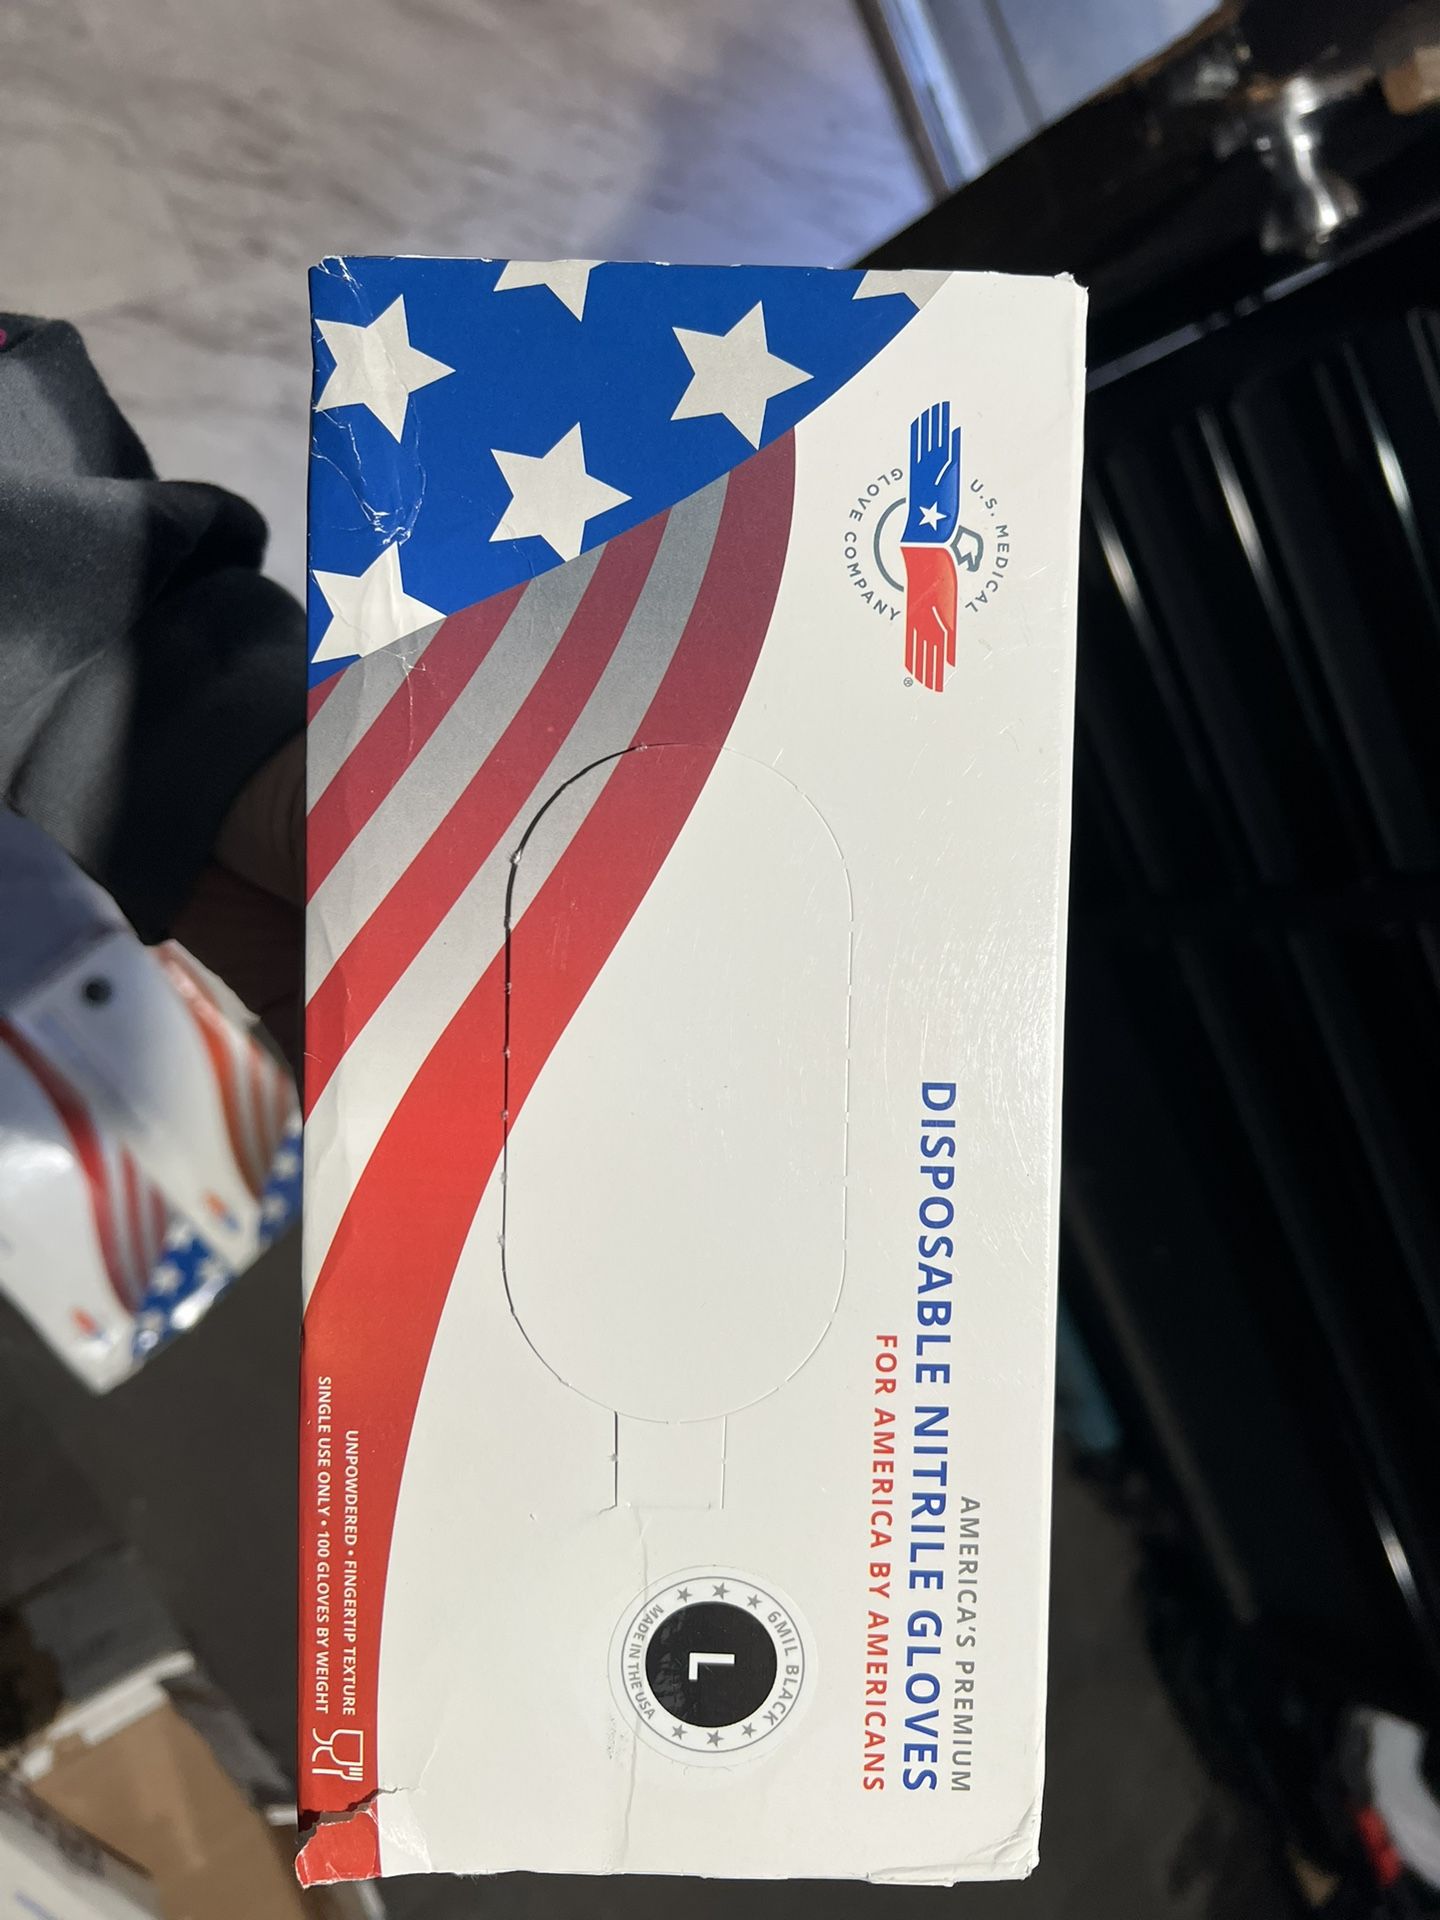 U.S. MEDICAL
GLOVE COMPANY
®
AMERICA'S PREMIUM
DISPOSABLE NITRILE GLOVES
FOR AMERICA BY AMERICANS
6MIL BLACK
L
MADE IN THE USA
UNPOWDERED • FINGERTIP TEXTURE
SINGLE USE ONLY • 100 GLOVES BY WEIGHT